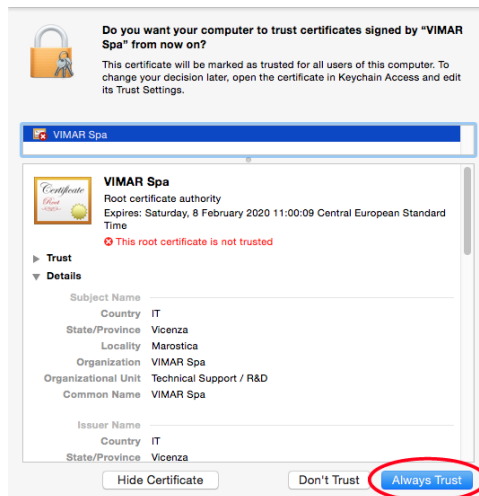 Do you want your computer to trust certificates signed by “VIMAR
Spa” from now on?
This certificate will be marked as trusted for all users of this computer. To
change your decision later, open the certificate in Keychain Access and edit
its Trust Settings.
VIMAR Spa
Certificate
Root
VIMAR Spa
Root certificate authority
Expires: Saturday, 8 February 2020 11:00:09 Central European Standard
Time
This root certificate is not trusted
Trust
Details
Subject Name
Country IT
State/Province Vicenza
Locality Marostica
Organization VIMAR Spa
Organizational Unit Technical Support / R&D
Common Name VIMAR Spa
Issuer Name
Country IT
State/Province Vicenza
Hide Certificate Don't Trust Always Trust